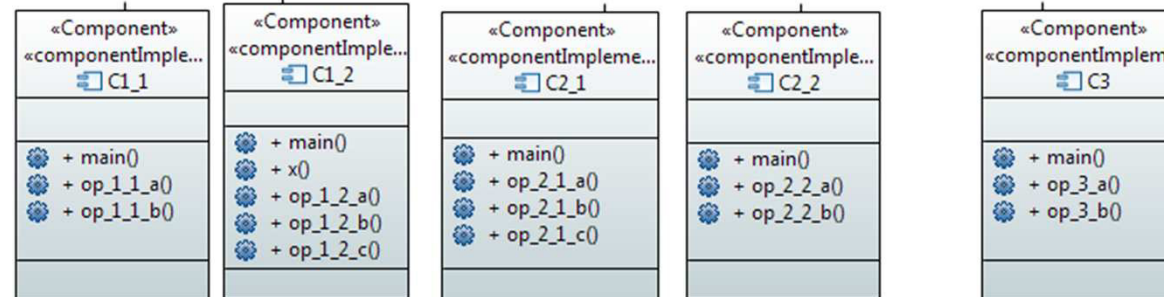 «Component»
«componentImple...
C1_1
+ main()
+ op_1_1_a()
+ op_1_1_b()
«Component»
«componentImple...
C1_2
+ main()
+ x()
+ op_1_2_a()
+ op_1_2_b()
+ op_1_2_c()
«Component»
«componentImpleme...
C2_1
+ main()
+ op_2_1_a()
+ op_2_1_b()
+ op_2_1_c()
«Component»
«componentImple...
C2_2
+ main()
+ op_2_2_a()
+ op_2_2_b()
«Component»
«componentImplem
C3
+ main()
+ op_3_a()
+ op_3_b()